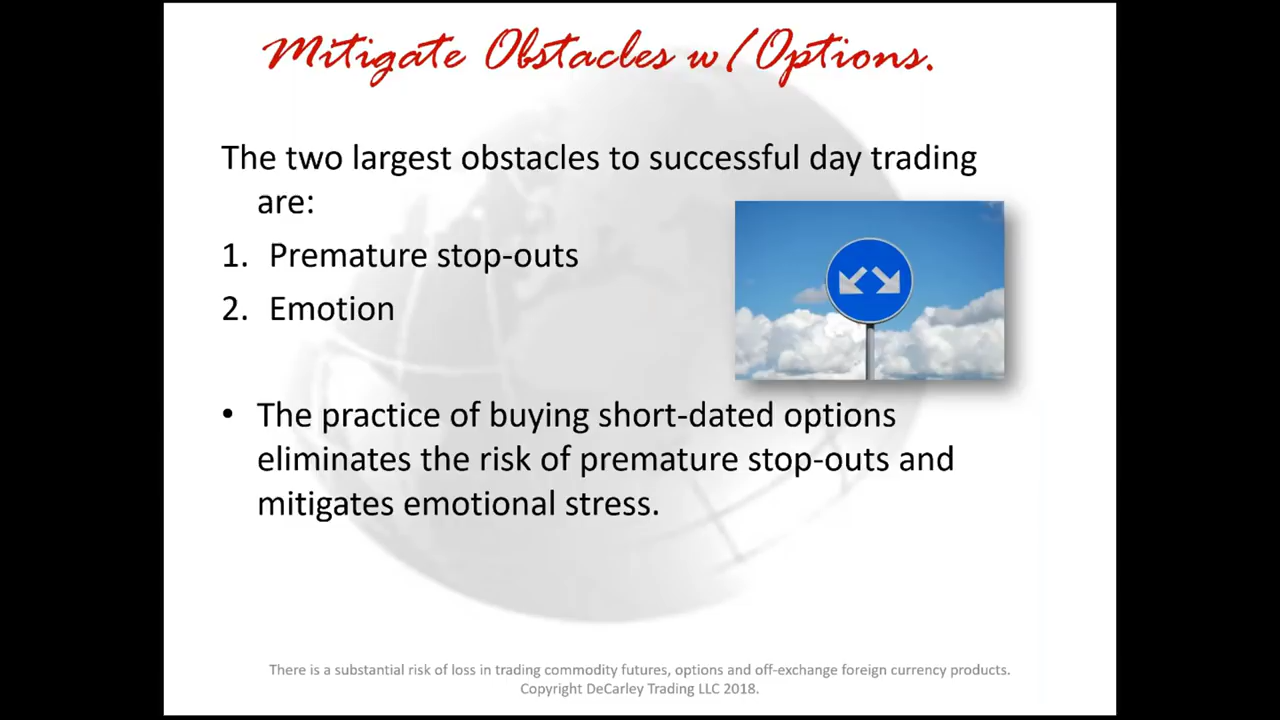 Mitigate Obstacles w/Options.
The two largest obstacles to successful day trading
are:
1. Premature stop-outs
2. Emotion
• The practice of buying short-dated options
eliminates the risk of premature stop-outs and
mitigates emotional stress.
There is a substantial risk of loss in trading commodity futures, options and off-exchange foreign currency products.
Copyright DeCarley Trading LLC 2018.